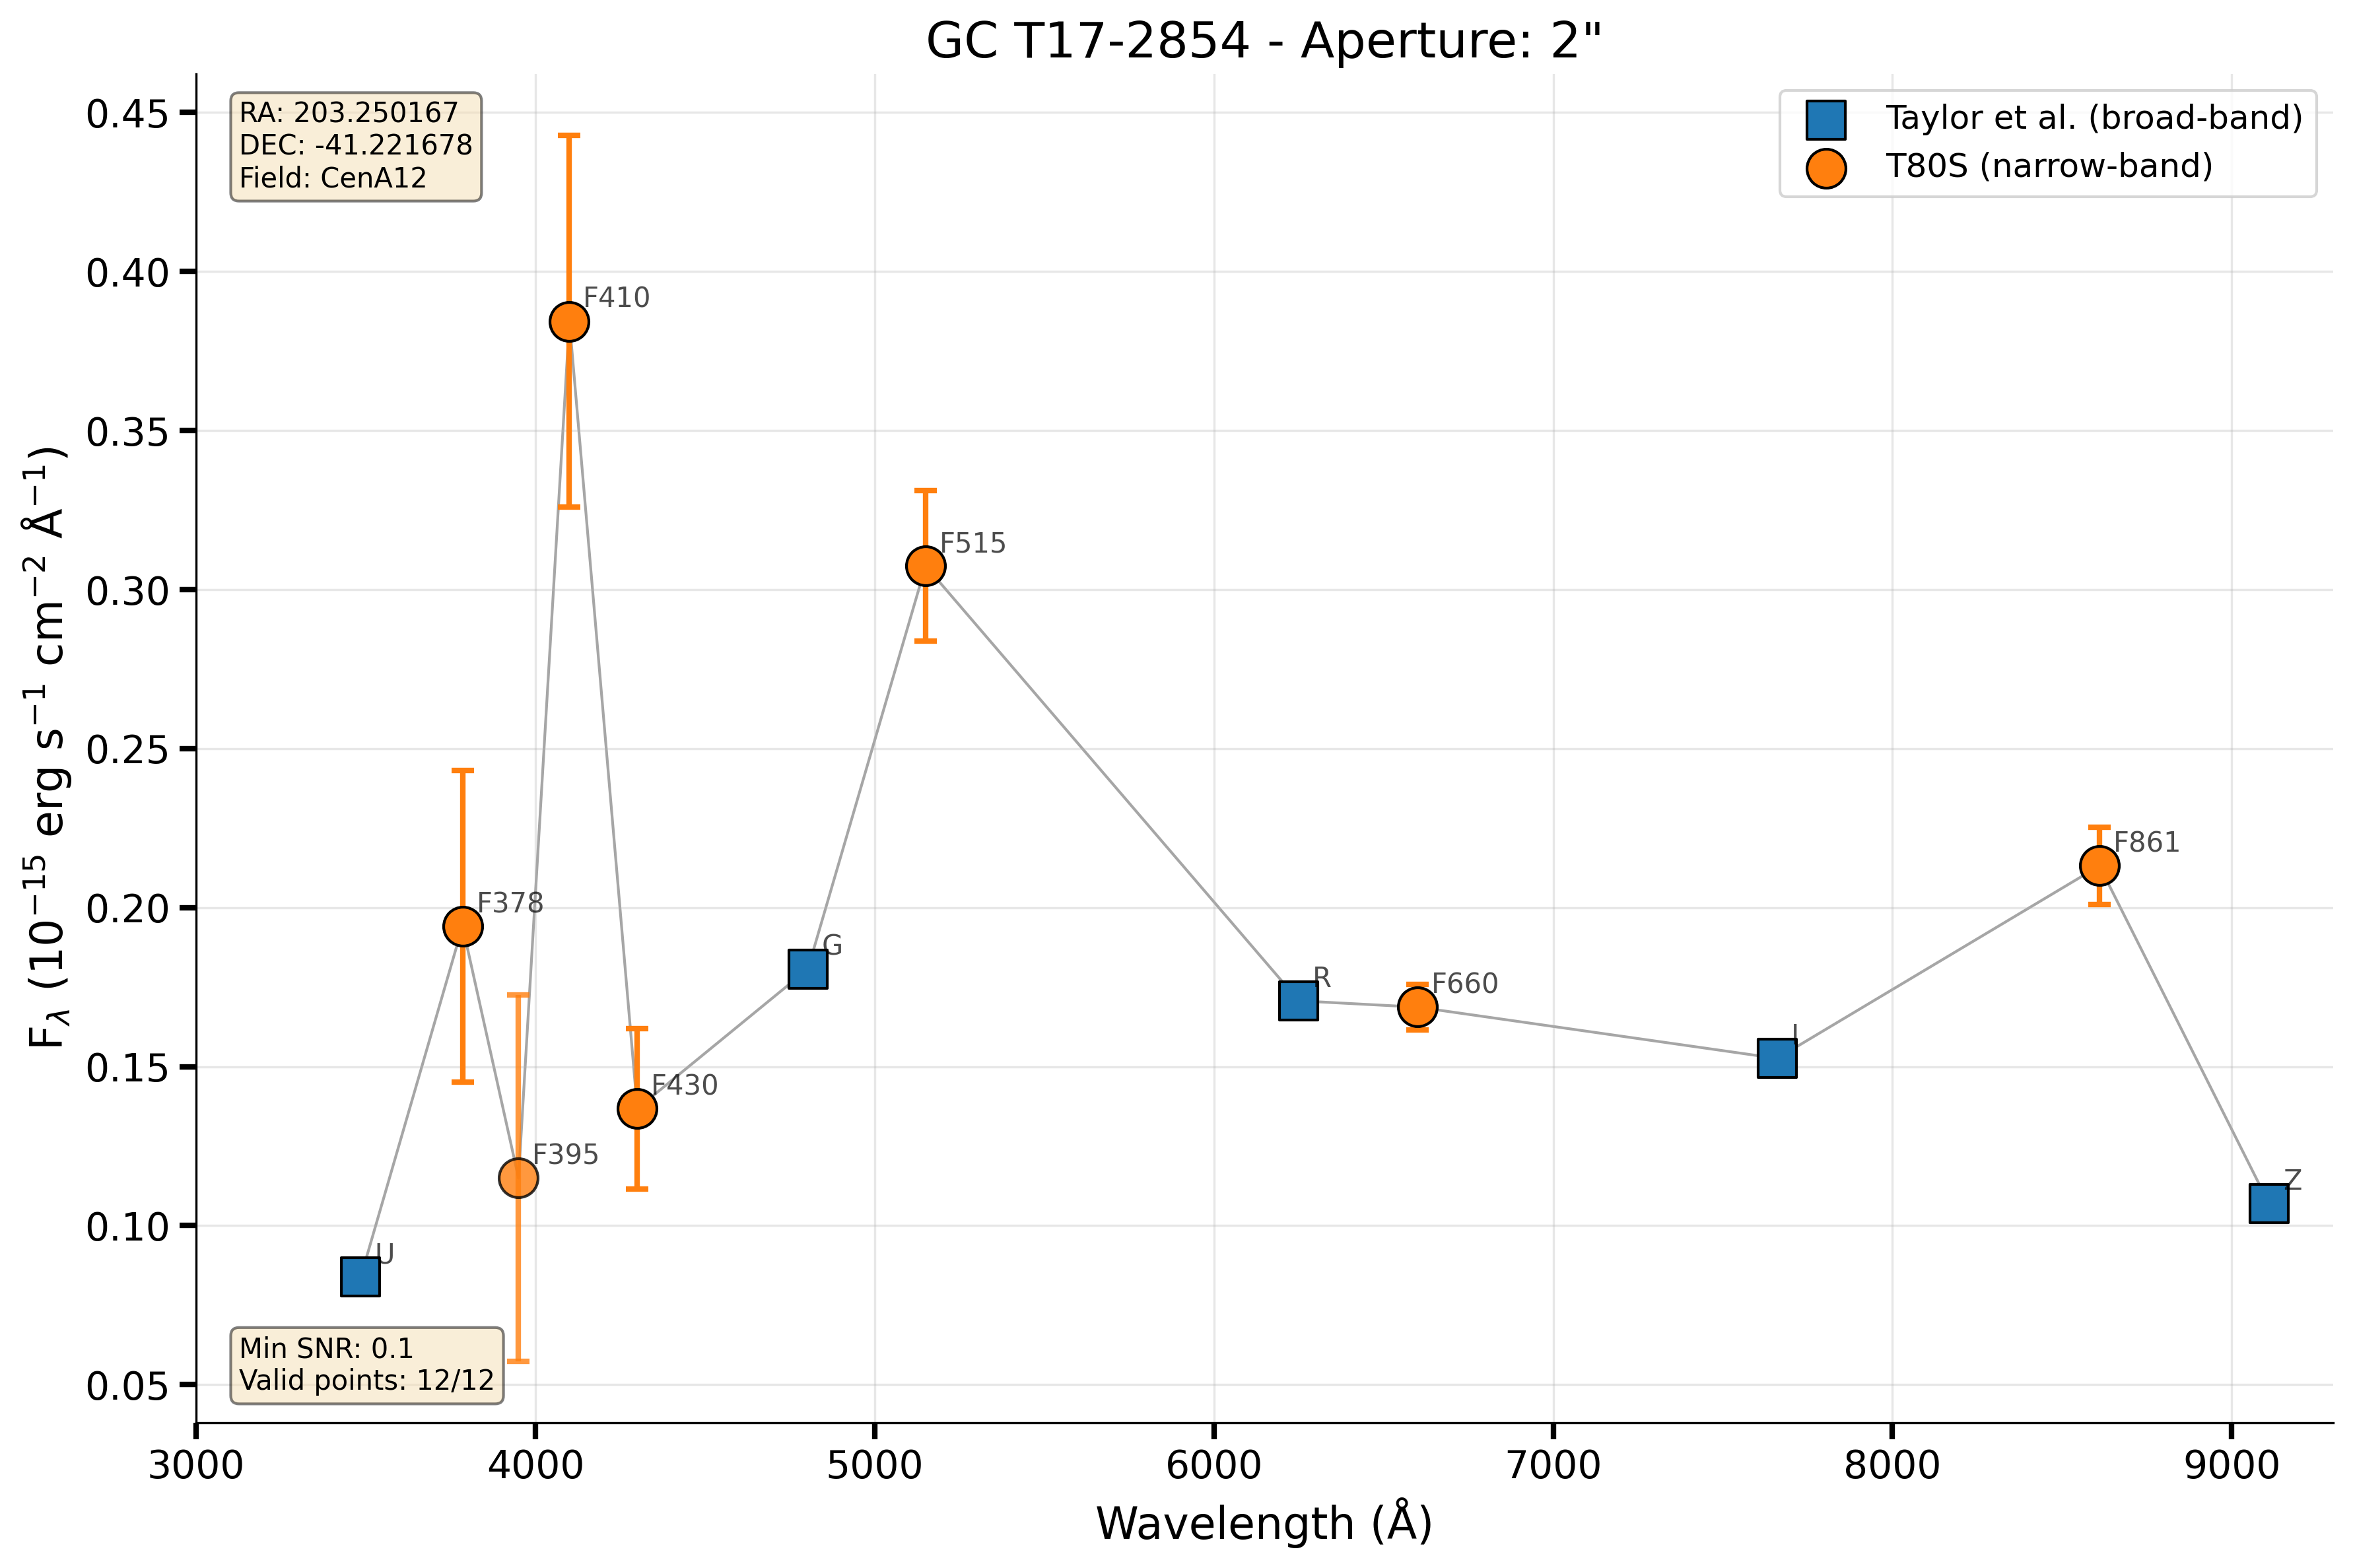 GC T17-2854 - Aperture: 2"
RA: 203.250167
DEC: -41.221678
Field: CenA12
Taylor et al. (broad-band)
T80S (narrow-band)
F410
F515
F378
G
R
F660
F861
I
F430
F395
U
Z
Min SNR: 0.1
Valid points: 12/12
0.45
0.40
0.35
0.30
0.25
0.20
0.15
0.10
0.05
F_λ (10⁻¹⁵ erg s⁻¹ cm⁻² Å⁻¹)
3000 4000 5000 6000 7000 8000 9000
Wavelength (Å)